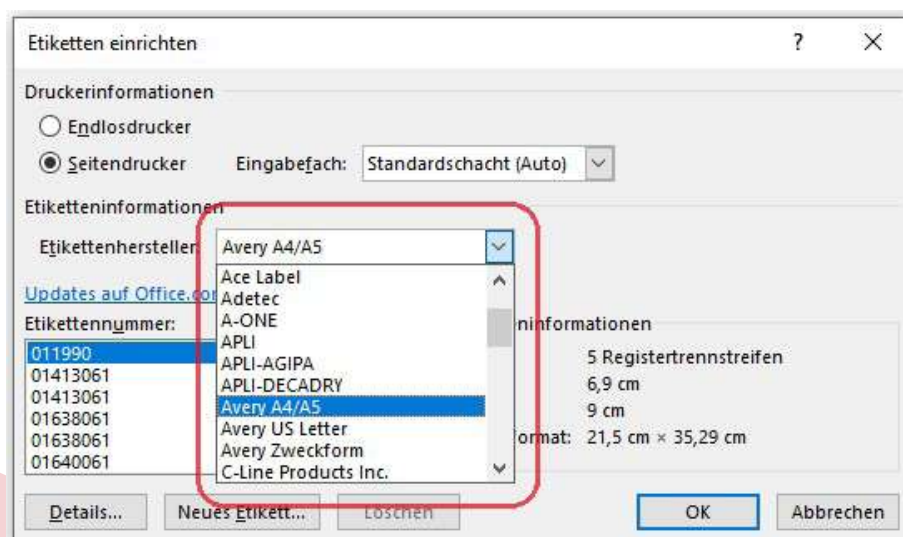 Etiketten einrichten ? ×
Druckerinformationen
Endlosdrucker
Seitendrucker Eingabefach: Standardschacht (Auto)
Etiketteninformationen
Etikettenhersteller: Avery A4/A5
Ace Label
Updates auf Office.com
Adetec
Etikettennummer:
A-ONE
APLI
APLI-AGIPA
APLI-DECADRY
Avery A4/A5
Avery US Letter
Avery Zweckform
C-Line Products Inc.
011990
01413061
01413061
01638061
01638061
01640061
5 Registertrennstreifen
6,9 cm
9 cm
21,5 cm × 35,29 cm
Details... Neues Etikett... Löschen OK Abbrechen